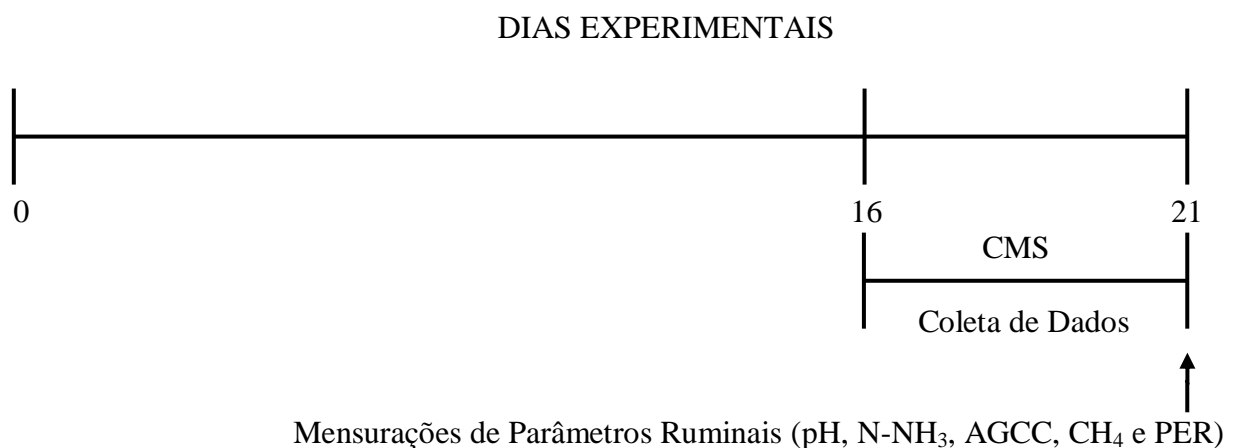 DIAS EXPERIMENTAIS
0 16 21
CMS
Coleta de Dados
Mensurações de Parâmetros Ruminais (pH, N-NH₃, AGCC, CH₄ e PER)